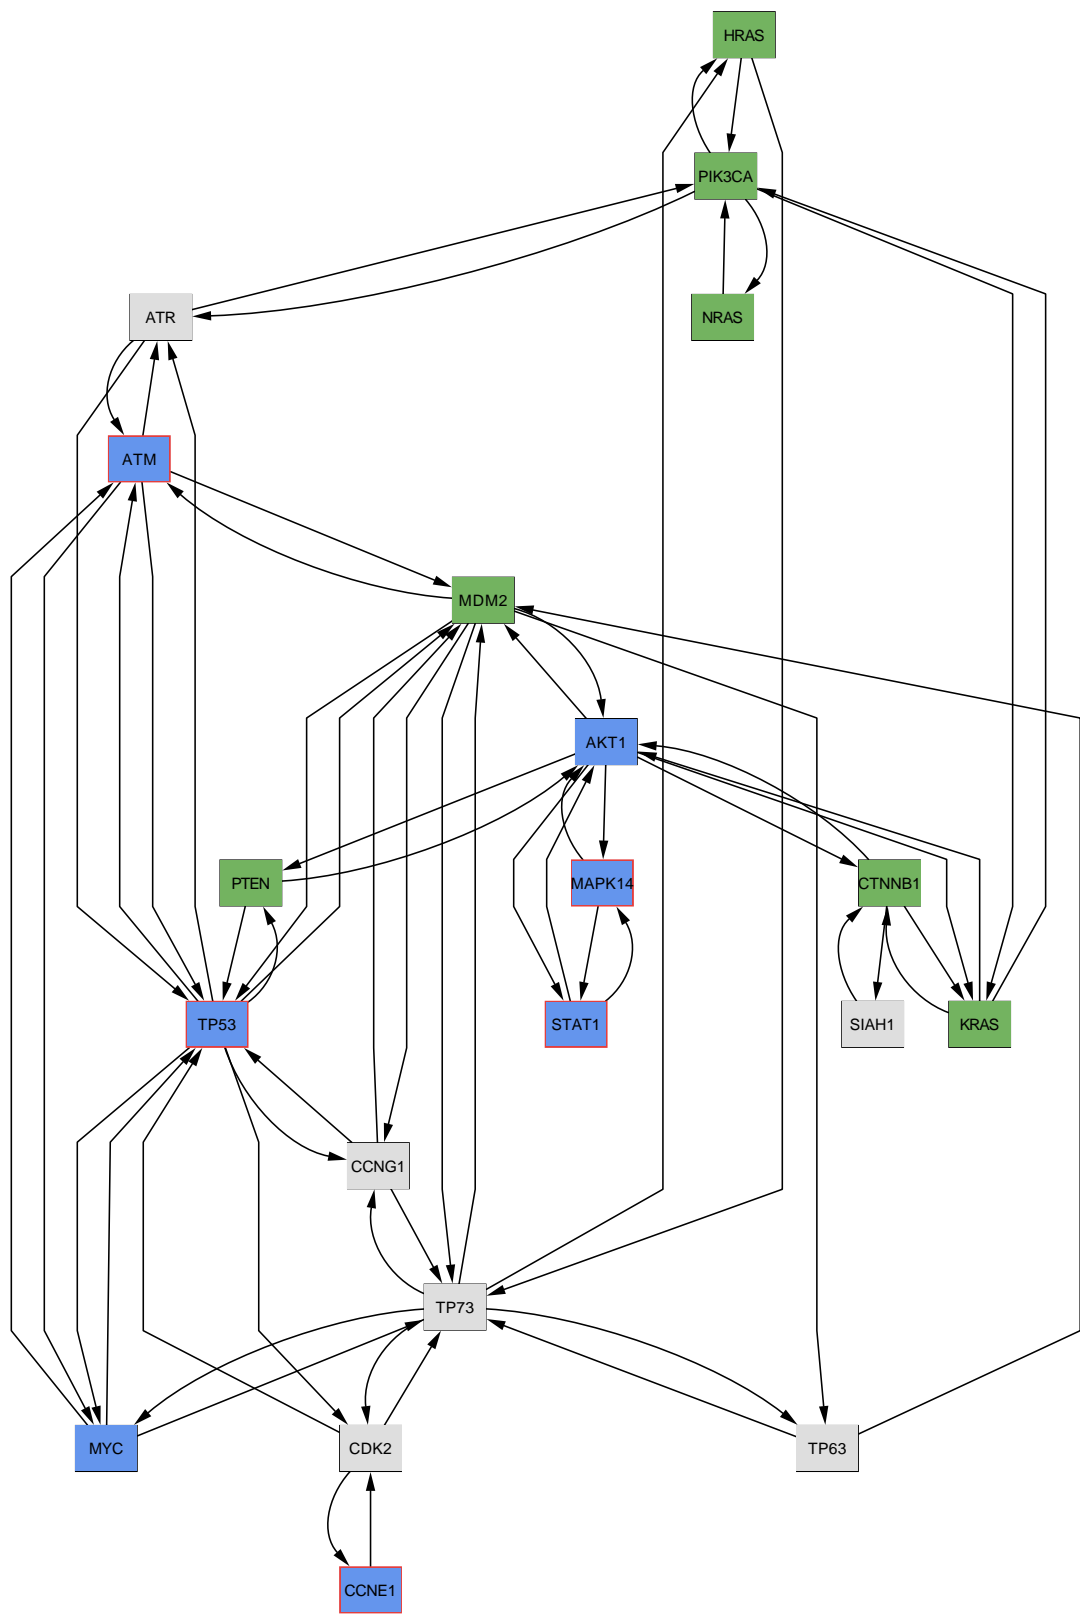 HRAS
PIK3CA
ATR
NRAS
ATM
MDM2
AKT1
PTEN
MAPK14
CTNNB1
TP53
STAT1
SIAH1
KRAS
CCNG1
TP73
MYC
CDK2
TP63
CCNE1